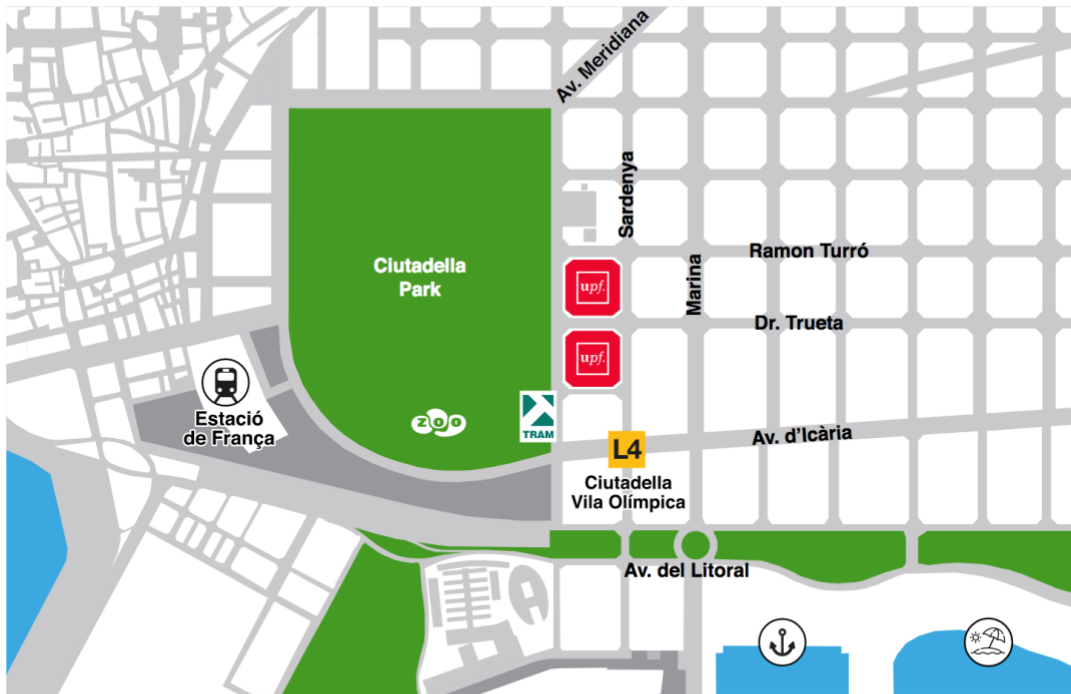 Av. Meridiana
Sardenya
Ciutadella
Park
Ramon Turró
Marina
upf.
Dr. Trueta
upf.
Estació
de França
zoo
TRAM
Av. d’Icària
L4
Ciutadella
Vila Olímpica
Av. del Litoral